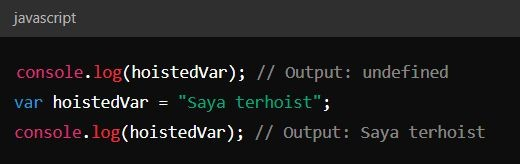 javascript
console.log(hoistedVar); // Output: undefined
var hoistedVar = "Saya terhoist";
console.log(hoistedVar); // Output: Saya terhoist